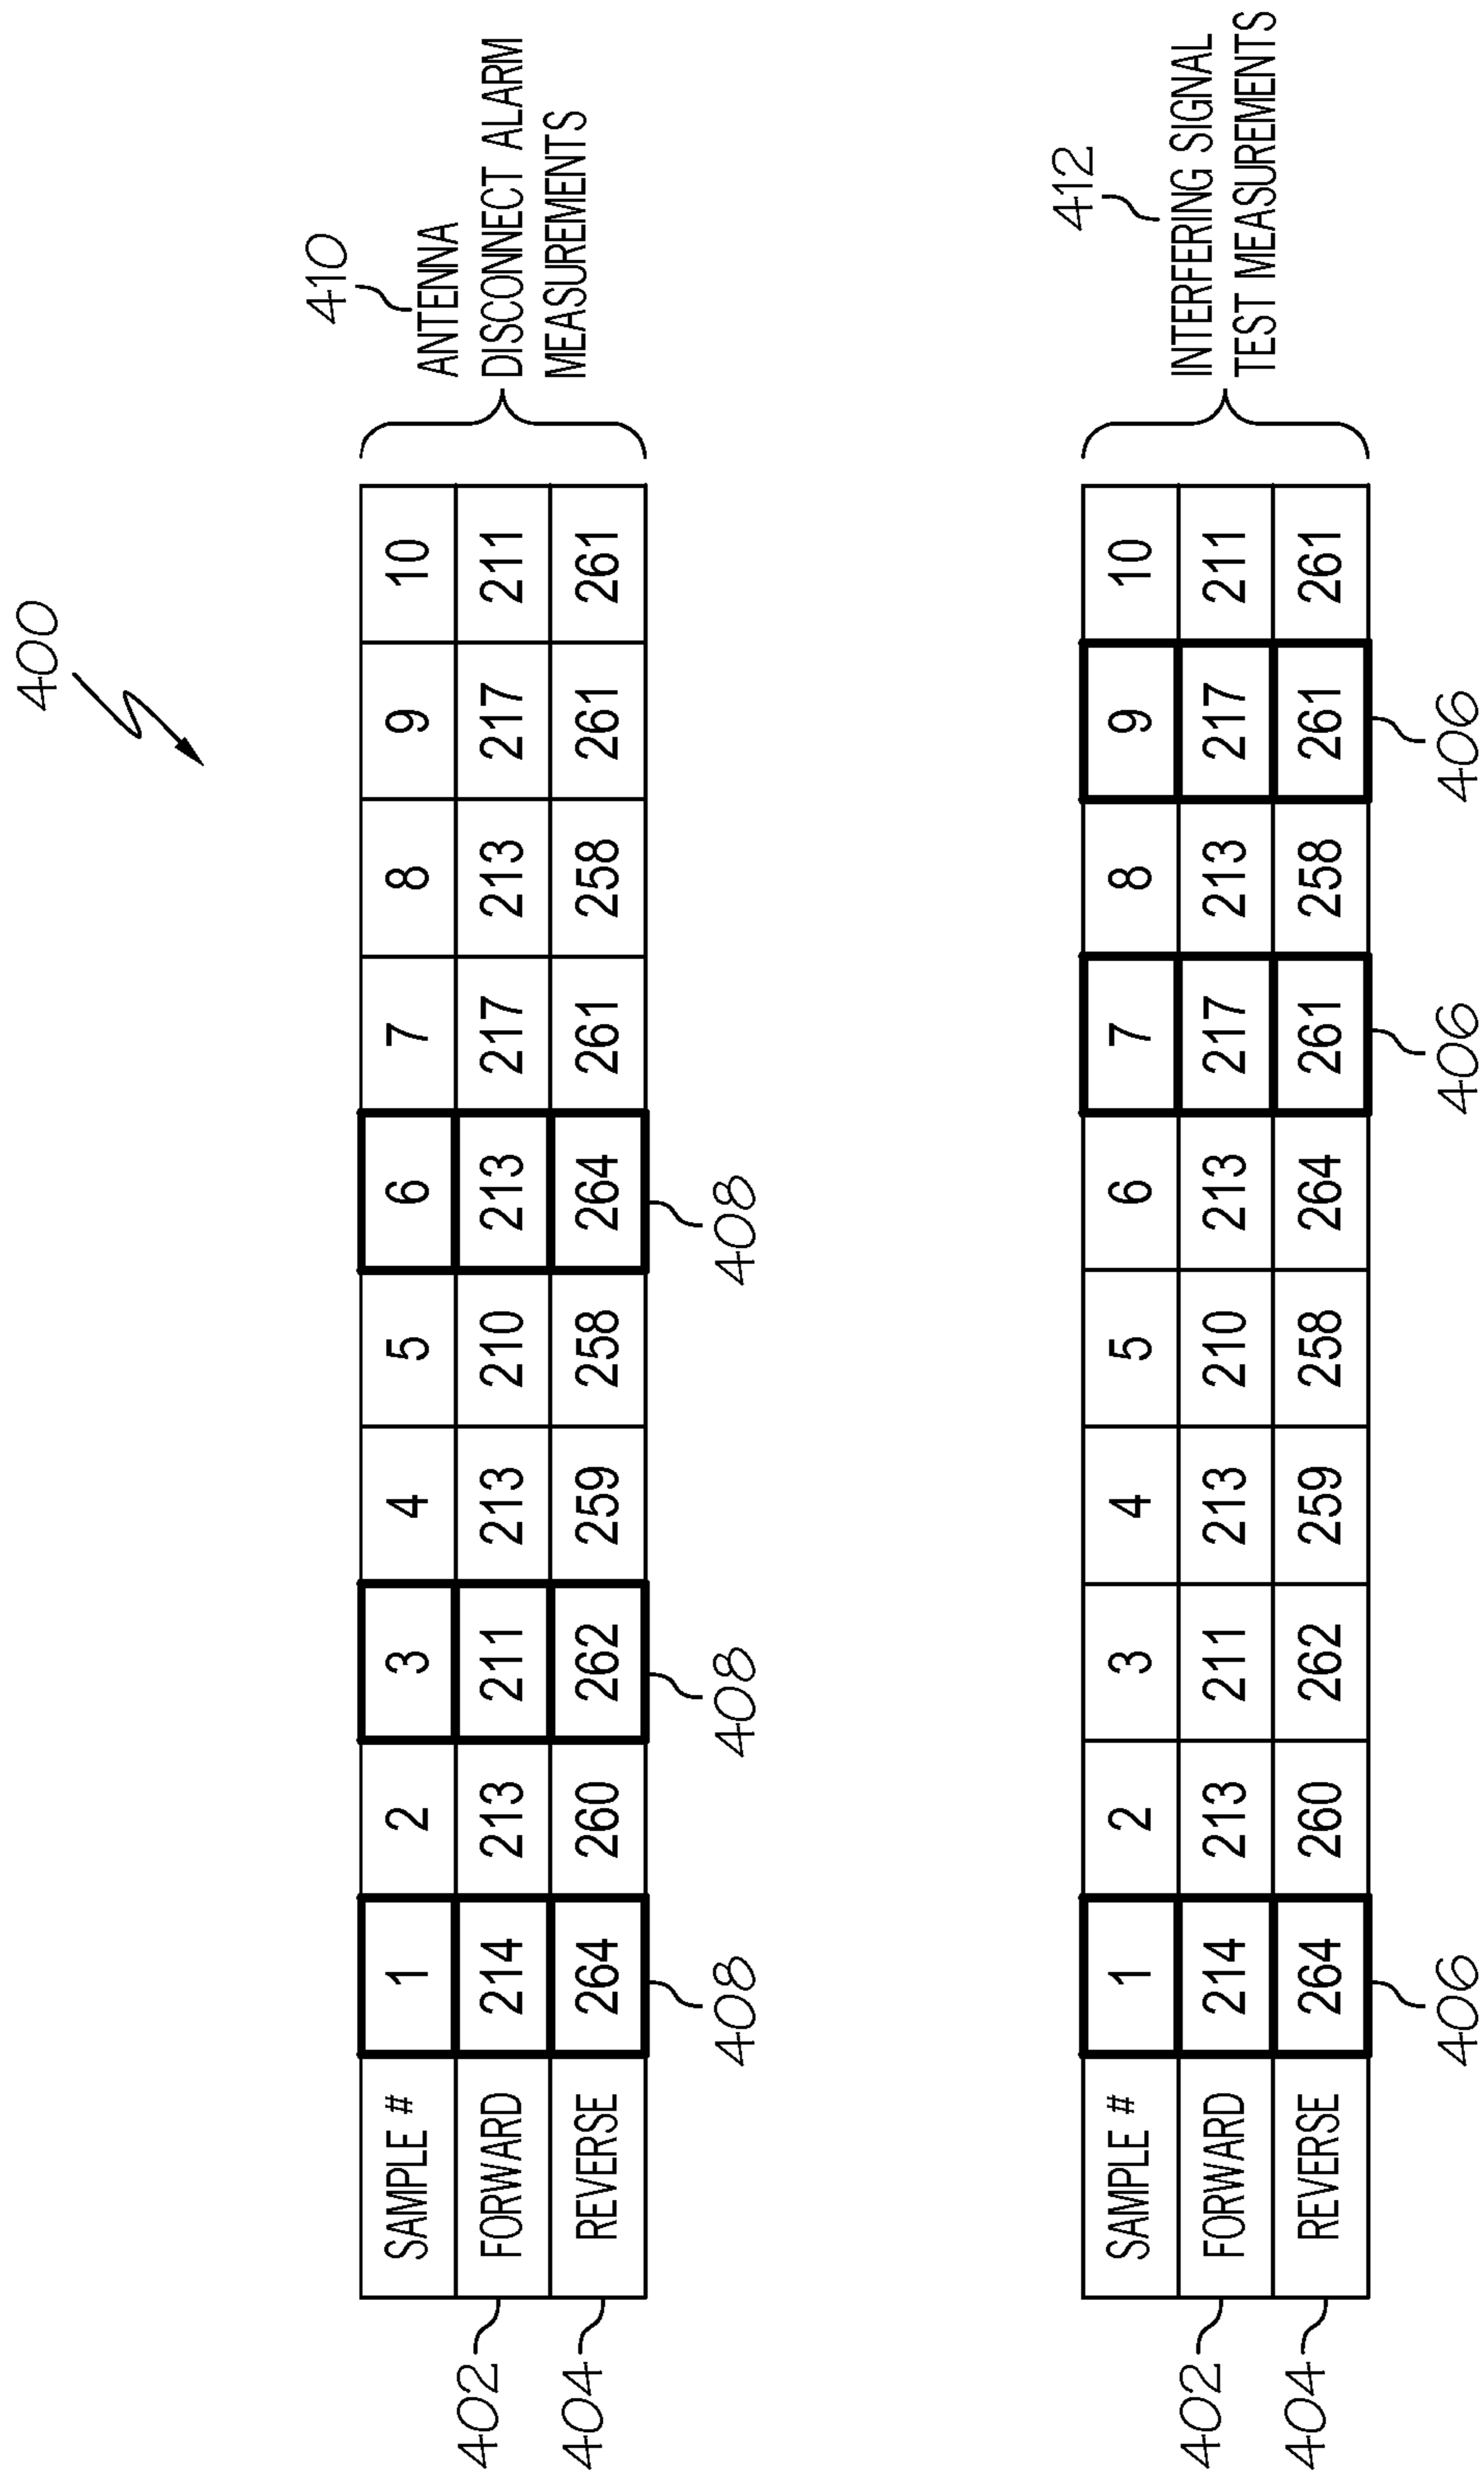 400
410
ANTENNA
DISCONNECT ALARM
MEASUREMENTS
SAMPLE # 1 2 3 4 5 6 7 8 9 10
402 FORWARD 214 213 211 213 210 213 217 213 217 211
404 REVERSE 264 260 262 259 258 264 261 258 261 261
408 408 408
412
INTERFERING SIGNAL
TEST MEASUREMENTS
SAMPLE # 1 2 3 4 5 6 7 8 9 10
402 FORWARD 214 213 211 213 210 213 217 213 217 211
404 REVERSE 264 260 262 259 258 264 261 258 261 261
406 406 406